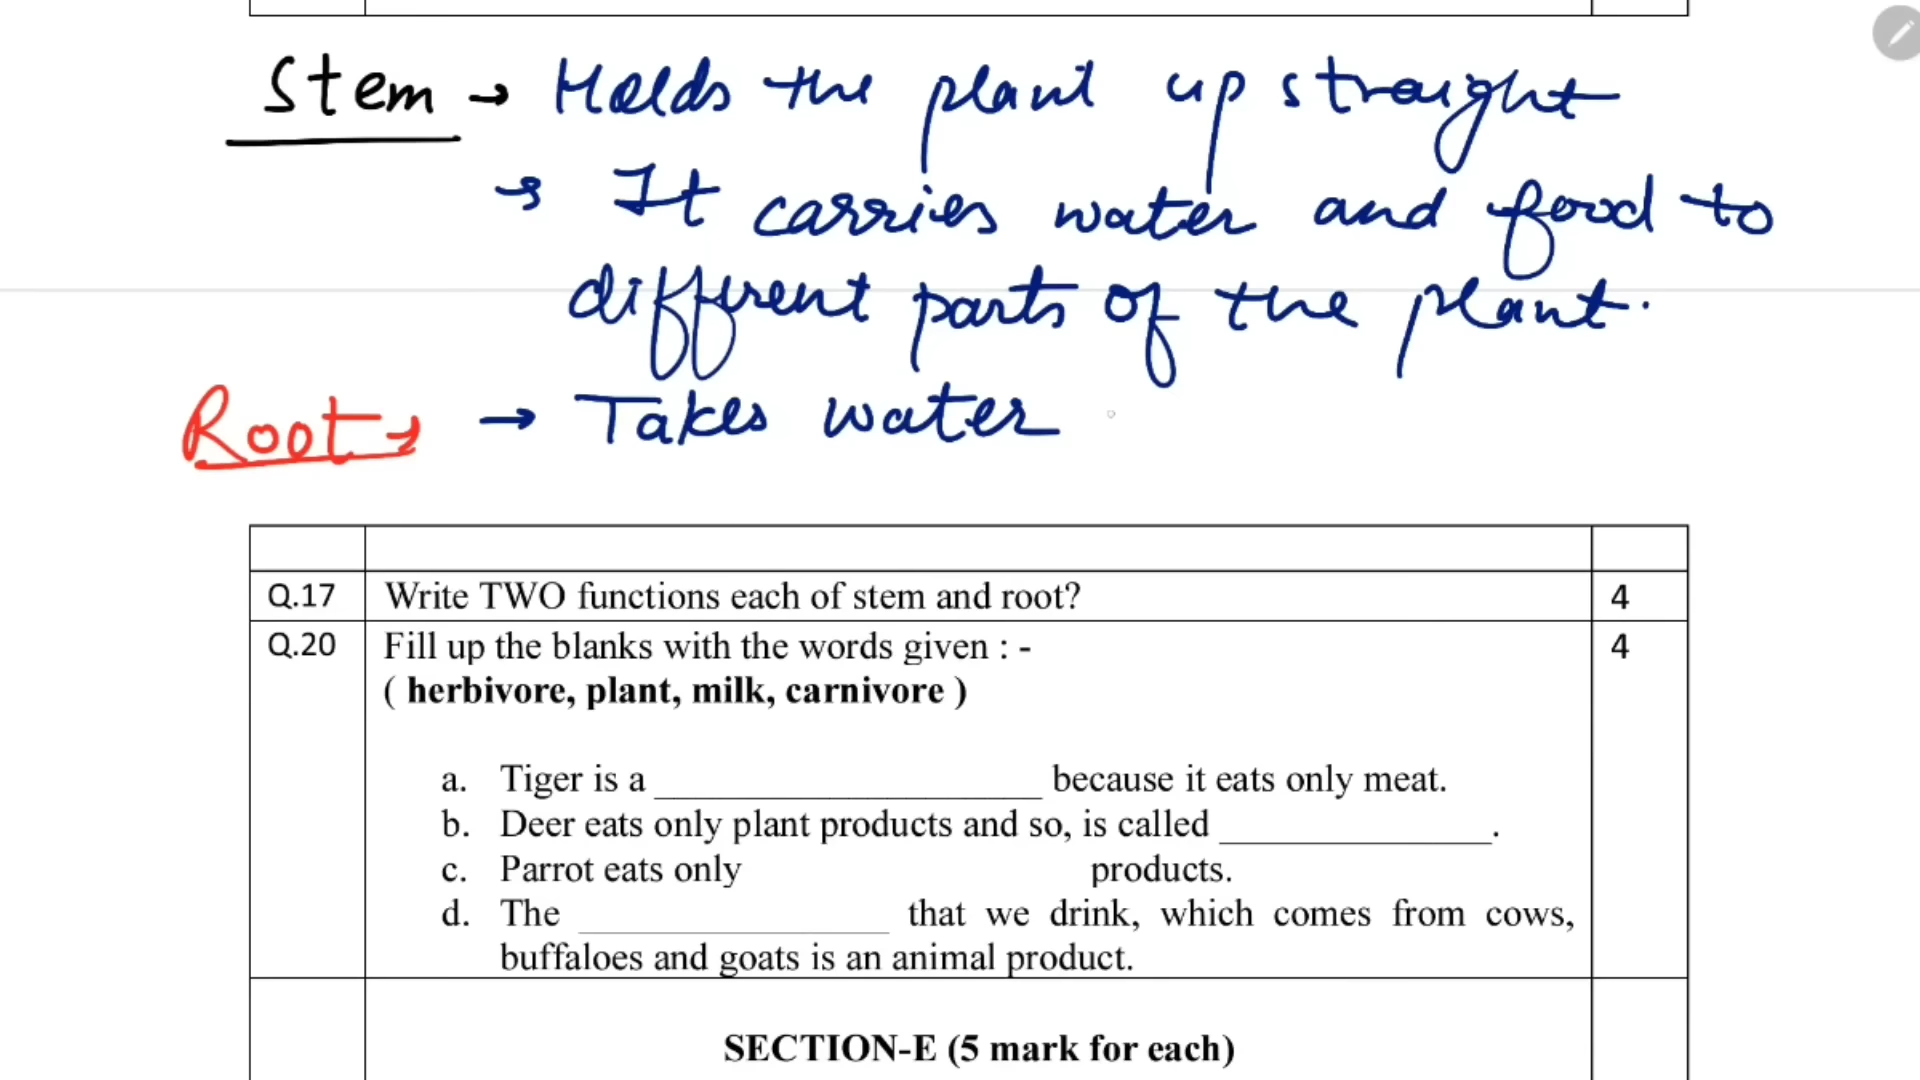 Stem → Holds the plant up straight
→ It carries water and food to
different parts of the plant.
Root → Takes water
Q.17 Write TWO functions each of stem and root? 4
Q.20 Fill up the blanks with the words given : - 4
( herbivore, plant, milk, carnivore )
a. Tiger is a ____________________ because it eats only meat.
b. Deer eats only plant products and so, is called ______________.
c. Parrot eats only products.
d. The ________________ that we drink, which comes from cows,
buffaloes and goats is an animal product.
SECTION-E (5 mark for each)